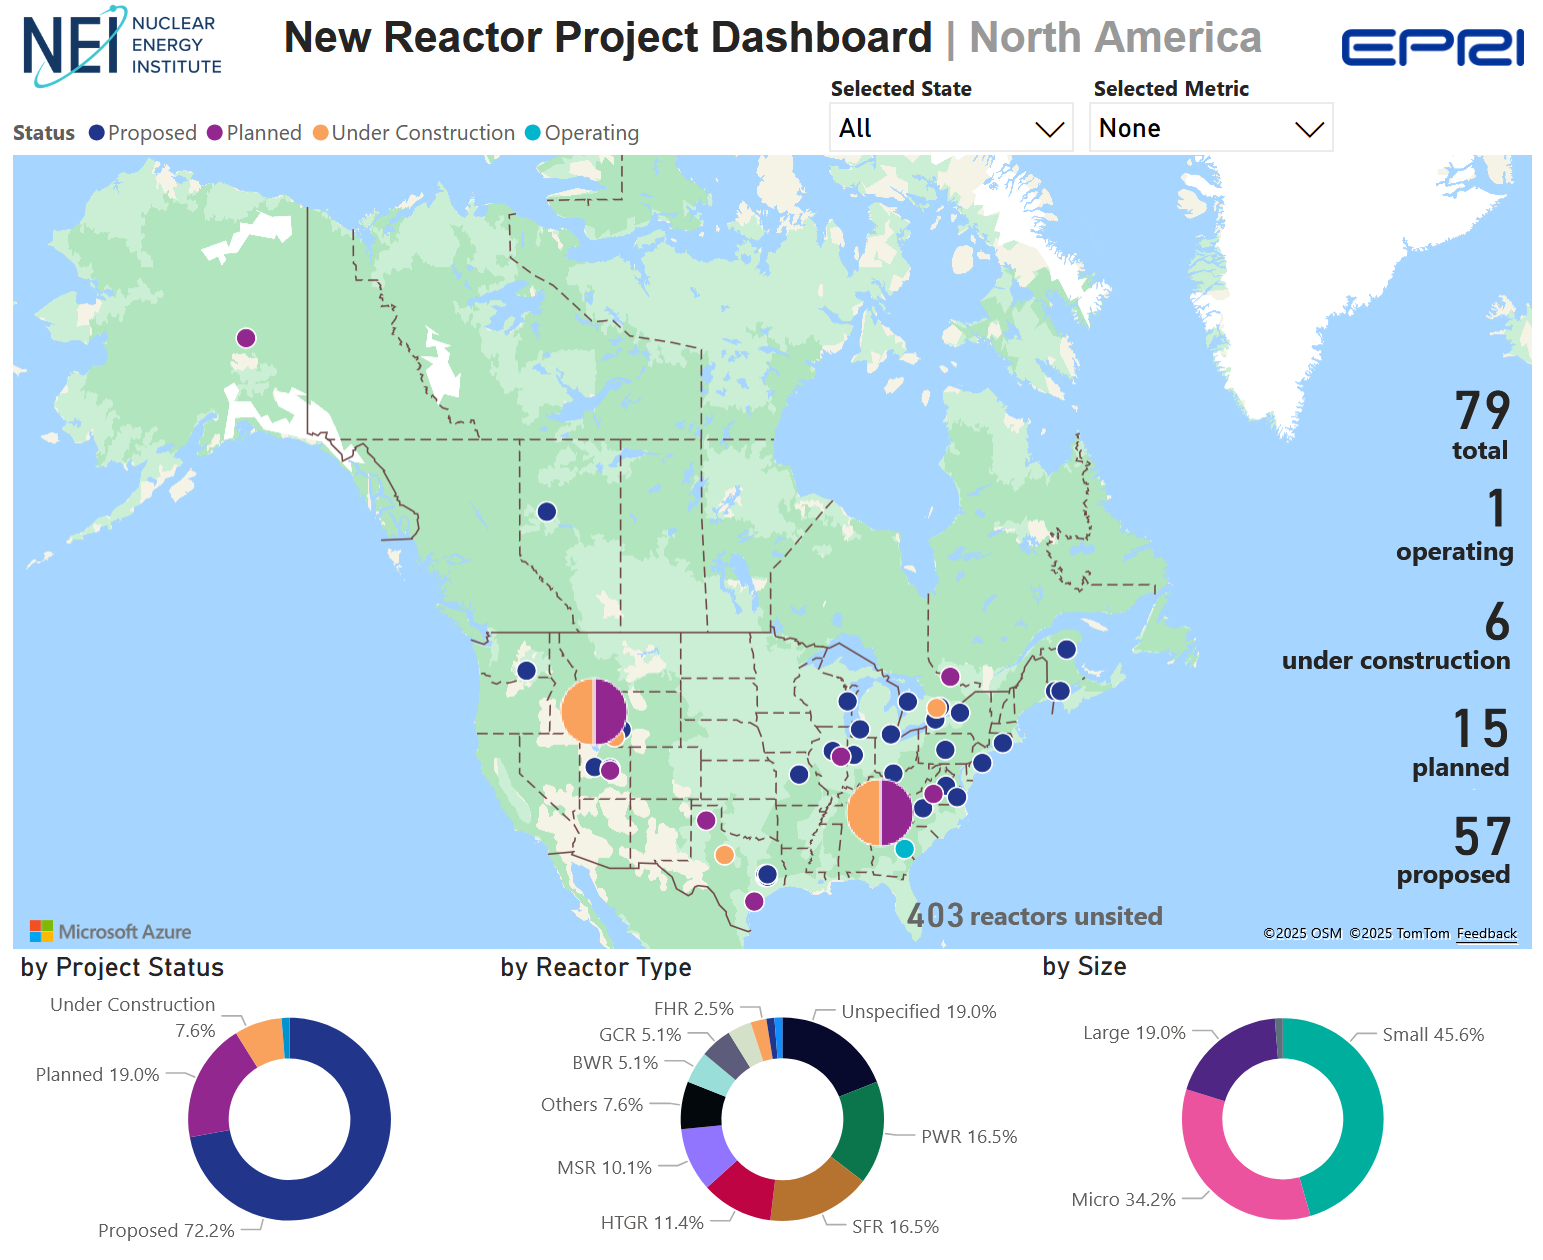 NEI
NUCLEAR
ENERGY
INSTITUTE
New Reactor Project Dashboard | North America
EPRI
Selected State
Selected Metric
All
None
Status Proposed Planned Under Construction Operating
79
total
1
operating
6
under construction
15
planned
57
proposed
403 reactors unsited
Microsoft Azure
©2025 OSM ©2025 TomTom Feedback
by Project Status
Under Construction
7.6%
Planned 19.0%
Proposed 72.2%
by Reactor Type
FHR 2.5%
Unspecified 19.0%
GCR 5.1%
BWR 5.1%
Others 7.6%
PWR 16.5%
MSR 10.1%
HTGR 11.4%
SFR 16.5%
by Size
Large 19.0%
Small 45.6%
Micro 34.2%